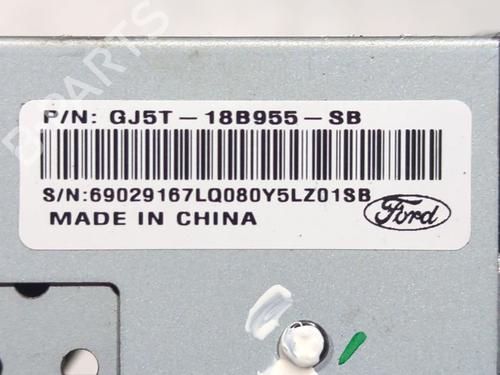 P/N: GJ5T-18B955-SB
S/N:69029167LQ080Y5LZ01SB
MADE IN CHINA
Ford